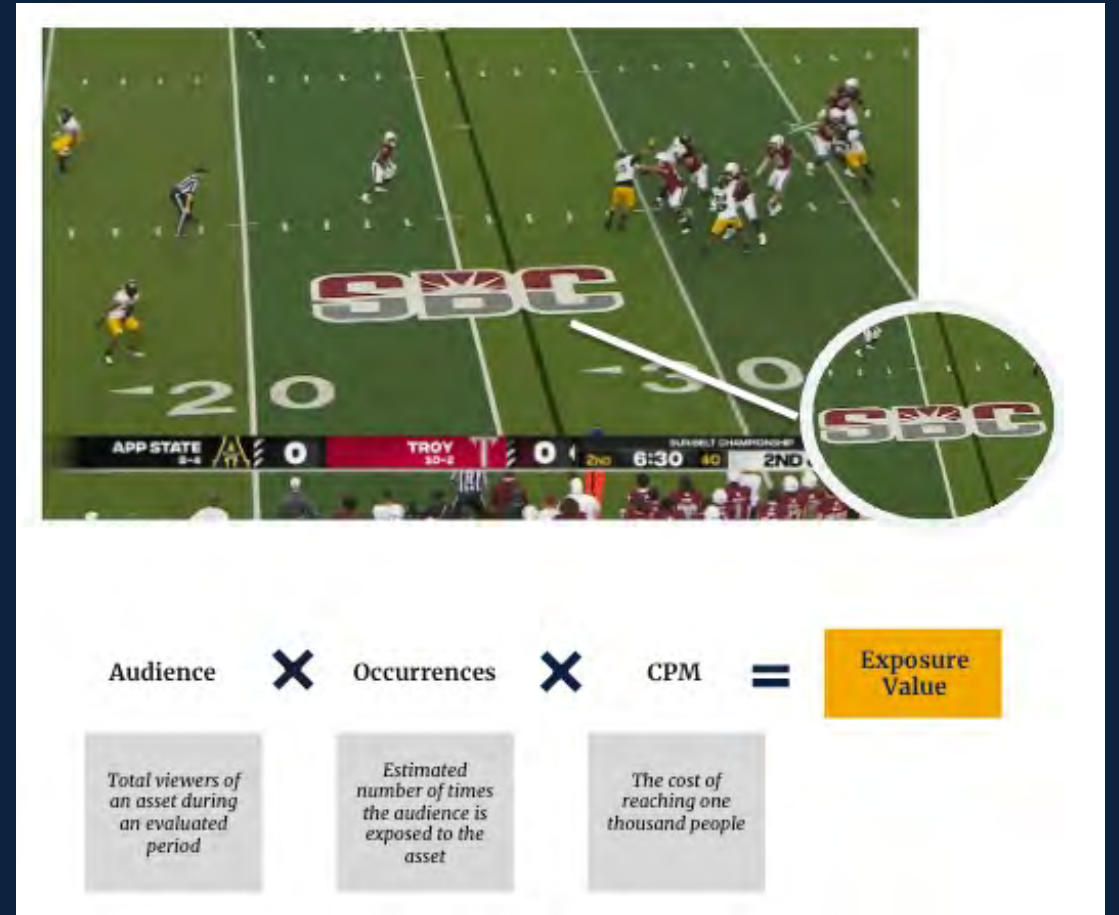 SBC
SBC
20
30
APP STATE
0
TROY
10-2
0
2ND
6:30
40
SUN BELT CHAMPIONSHIP
2ND
Audience × Occurrences × CPM = Exposure
Value
Total viewers of
an asset during
an evaluated
period
Estimated
number of times
the audience is
exposed to the
asset
The cost of
reaching one
thousand people